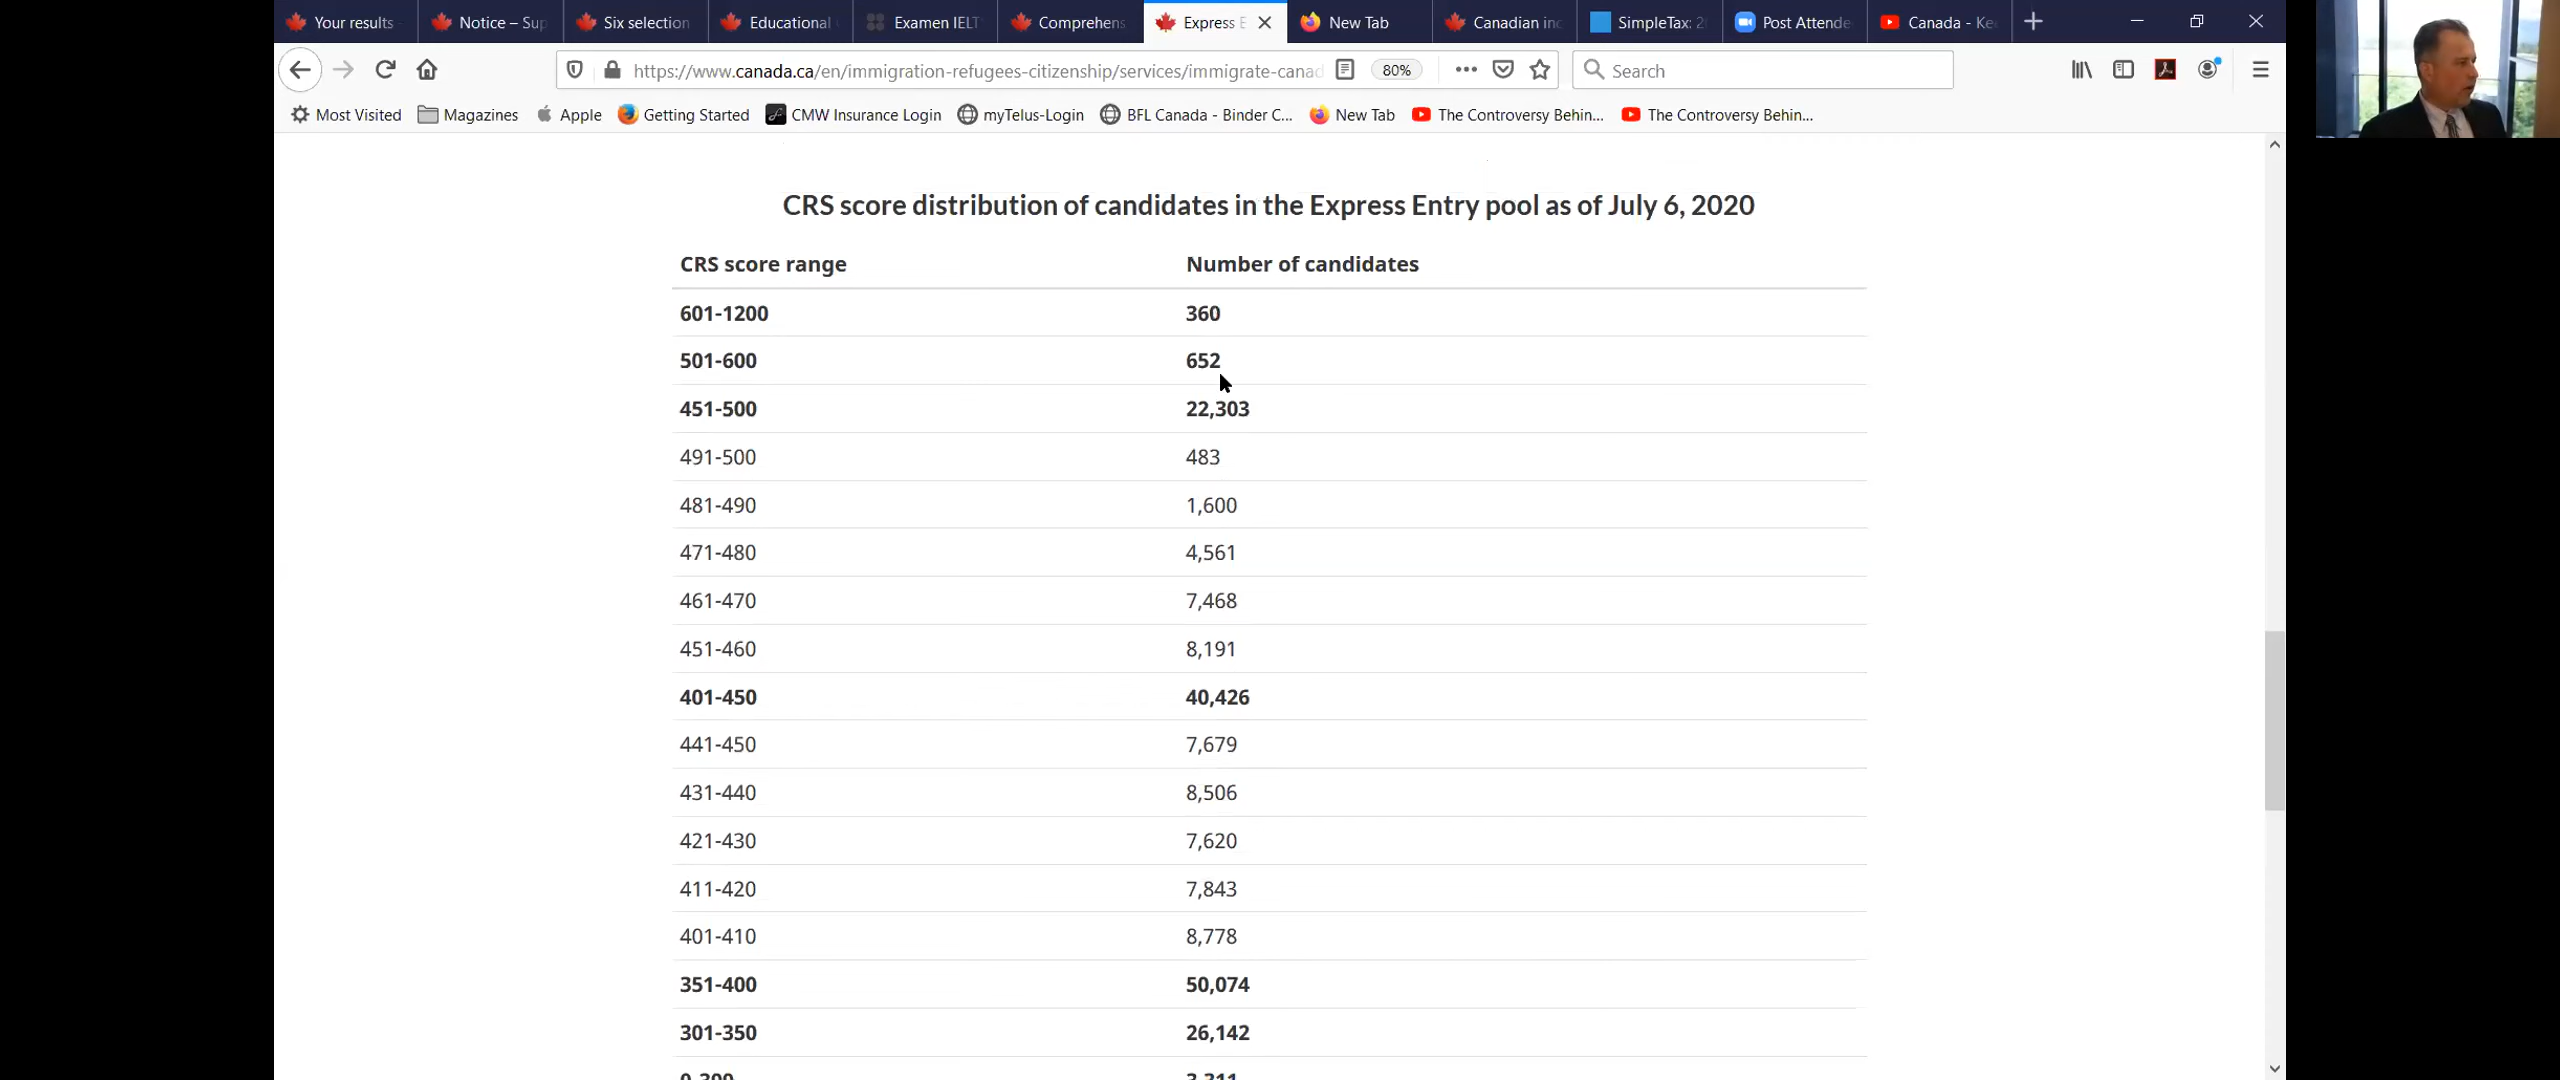 Your results
Notice – Sup
Six selection
Educational
Examen IELT
Comprehens
Express E
New Tab
Canadian inc
SimpleTax: 2
Post Attende
Canada - Ke
https://www.canada.ca/en/immigration-refugees-citizenship/services/immigrate-canad
80%
Search
Most Visited
Magazines
Apple
Getting Started
CMW Insurance Login
myTelus-Login
BFL Canada - Binder C...
New Tab
The Controversy Behin...
The Controversy Behin...
CRS score distribution of candidates in the Express Entry pool as of July 6, 2020
CRS score range Number of candidates
601-1200 360
501-600 652
451-500 22,303
491-500 483
481-490 1,600
471-480 4,561
461-470 7,468
451-460 8,191
401-450 40,426
441-450 7,679
431-440 8,506
421-430 7,620
411-420 7,843
401-410 8,778
351-400 50,074
301-350 26,142